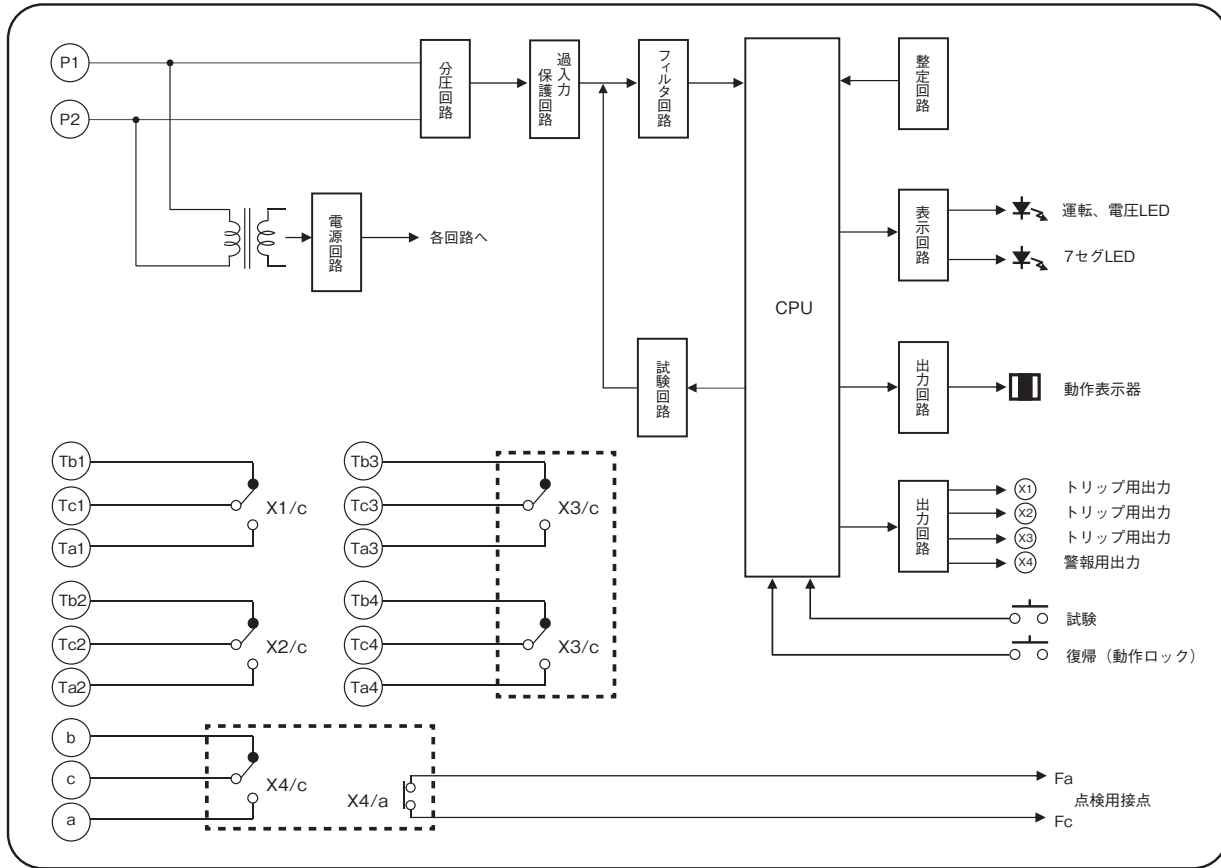 P1
P2
分圧回路
過入力
保護回路
フィルタ回路
CPU
整定回路
電源回路
各回路へ
表示回路
運転、電圧LED
7セグLED
試験回路
出力回路
動作表示器
出力回路
X1 トリップ用出力
X2 トリップ用出力
X3 トリップ用出力
X4 警報用出力
試験
復帰（動作ロック）
Tb1
Tc1
Ta1
X1/c
Tb3
Tc3
Ta3
X3/c
Tb2
Tc2
Ta2
X2/c
Tb4
Tc4
Ta4
X3/c
b
c
a
X4/c
X4/a
Fa
点検用接点
Fc